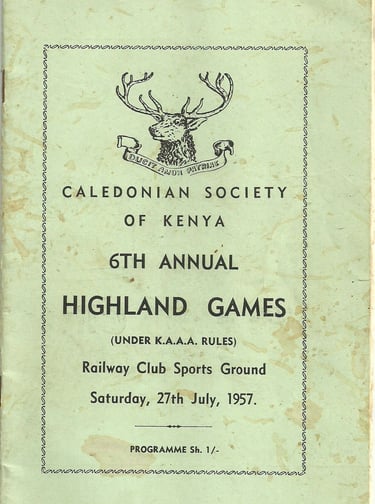 CALEDONIAN SOCIETY
OF KENYA
6TH ANNUAL
HIGHLAND GAMES
(UNDER K.A.A.A. RULES)
Railway Club Sports Ground
Saturday, 27th July, 1957.
PROGRAMME Sh. 1/-